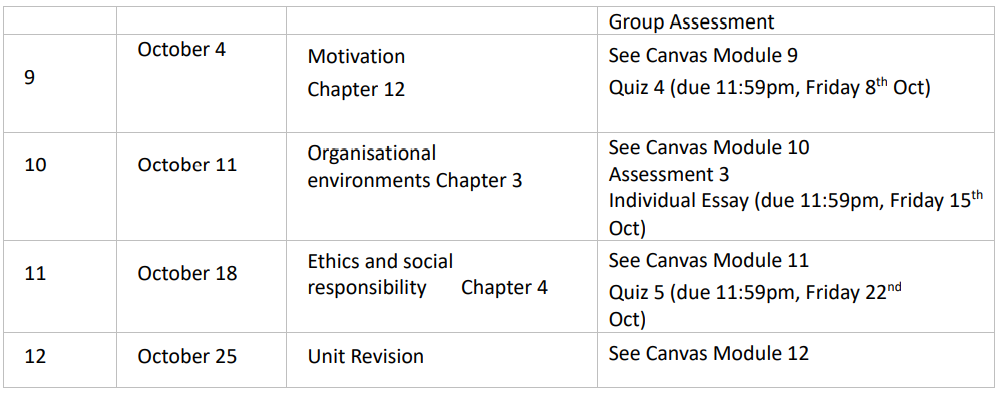 Group Assessment
9
October 4
Motivation
Chapter 12
See Canvas Module 9
Quiz 4 (due 11:59pm, Friday 8th Oct)
10
October 11
Organisational
environments Chapter 3
See Canvas Module 10
Assessment 3
Individual Essay (due 11:59pm, Friday 15th
Oct)
11
October 18
Ethics and social
responsibility Chapter 4
See Canvas Module 11
Quiz 5 (due 11:59pm, Friday 22nd
Oct)
12
October 25
Unit Revision
See Canvas Module 12